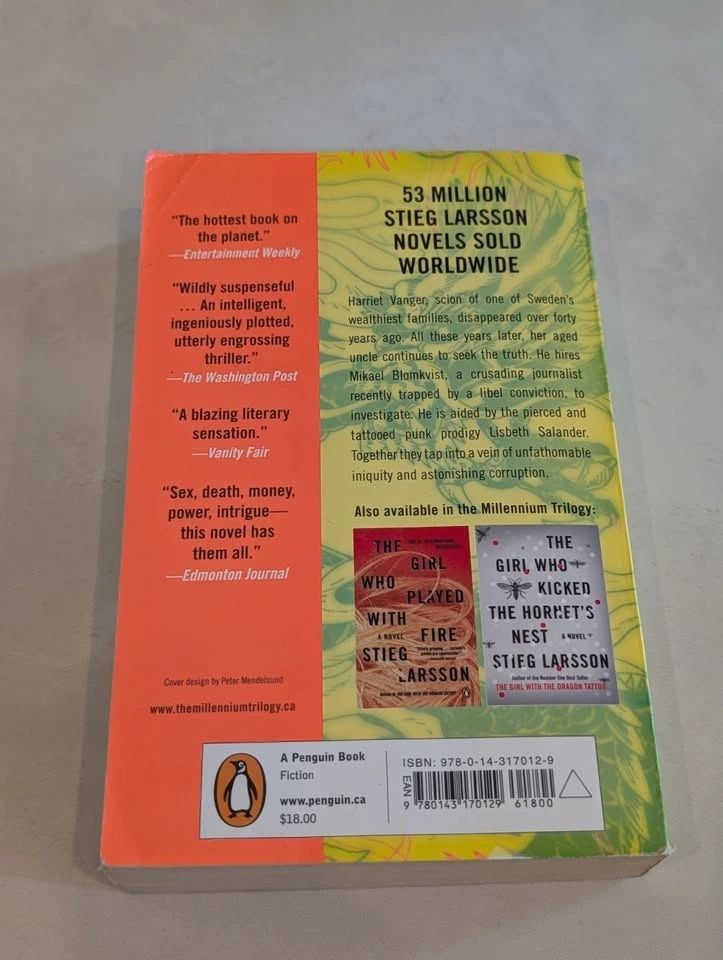 “The hottest book on
the planet.”
—Entertainment Weekly
“Wildly suspenseful
... An intelligent,
ingeniously plotted,
utterly engrossing
thriller.”
—The Washington Post
“A blazing literary
sensation.”
—Vanity Fair
“Sex, death, money,
power, intrigue—
this novel has
them all.”
—Edmonton Journal
Cover design by Peter Mendelsund
www.themillenniumtrilogy.ca
53 MILLION
STIEG LARSSON
NOVELS SOLD
WORLDWIDE
Harriet Vanger, scion of one of Sweden's
wealthiest families, disappeared over forty
years ago. All these years later, her aged
uncle continues to seek the truth. He hires
Mikael Blomkvist, a crusading journalist
recently trapped by a libel conviction, to
investigate. He is aided by the pierced and
tattooed punk prodigy Lisbeth Salander.
Together they tap into a vein of unfathomable
iniquity and astonishing corruption.
Also available in the Millennium Trilogy:
THE
GIRL
WHO
PLAYED
WITH
A NOVEL
FIRE
STIEG
LARSSON
THE
GIRL WHO
KICKED
THE HORNET'S
NEST A NOVEL
STIEG LARSSON
Author of the Number One Best Seller
THE GIRL WITH THE DRAGON TATTOO
A Penguin Book
Fiction
www.penguin.ca
$18.00
ISBN: 978-0-14-317012-9
EAN
9 780143 170129 61800